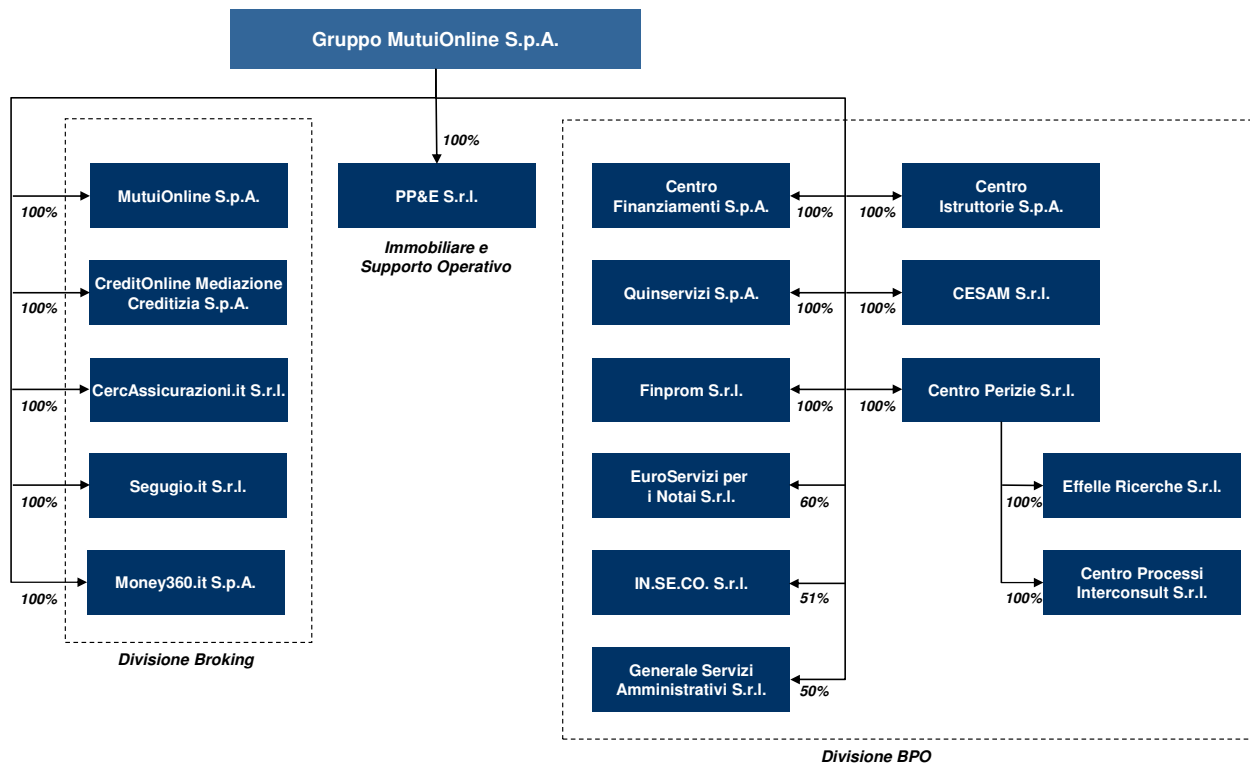 Gruppo MutuiOnline S.p.A.
100%
MutuiOnline S.p.A.
100%
CreditOnline Mediazione
Creditizia S.p.A.
100%
CercAssicurazioni.it S.r.l.
100%
Segugio.it S.r.l.
100%
Money360.it S.p.A.
100%
Divisione Broking
PP&E S.r.l.
Immobiliare e
Supporto Operativo
Centro
Finanziamenti S.p.A.
100%
100%
Centro
Istruttorie S.p.A.
Quinservizi S.p.A.
100%
100%
CESAM S.r.l.
Finprom S.r.l.
100%
100%
Centro Perizie S.r.l.
EuroServizi per
i Notai S.r.l.
60%
100%
Effelle Ricerche S.r.l.
IN.SE.CO. S.r.l.
51%
100%
Centro Processi
Interconsult S.r.l.
Generale Servizi
Amministrativi S.r.l.
50%
Divisione BPO